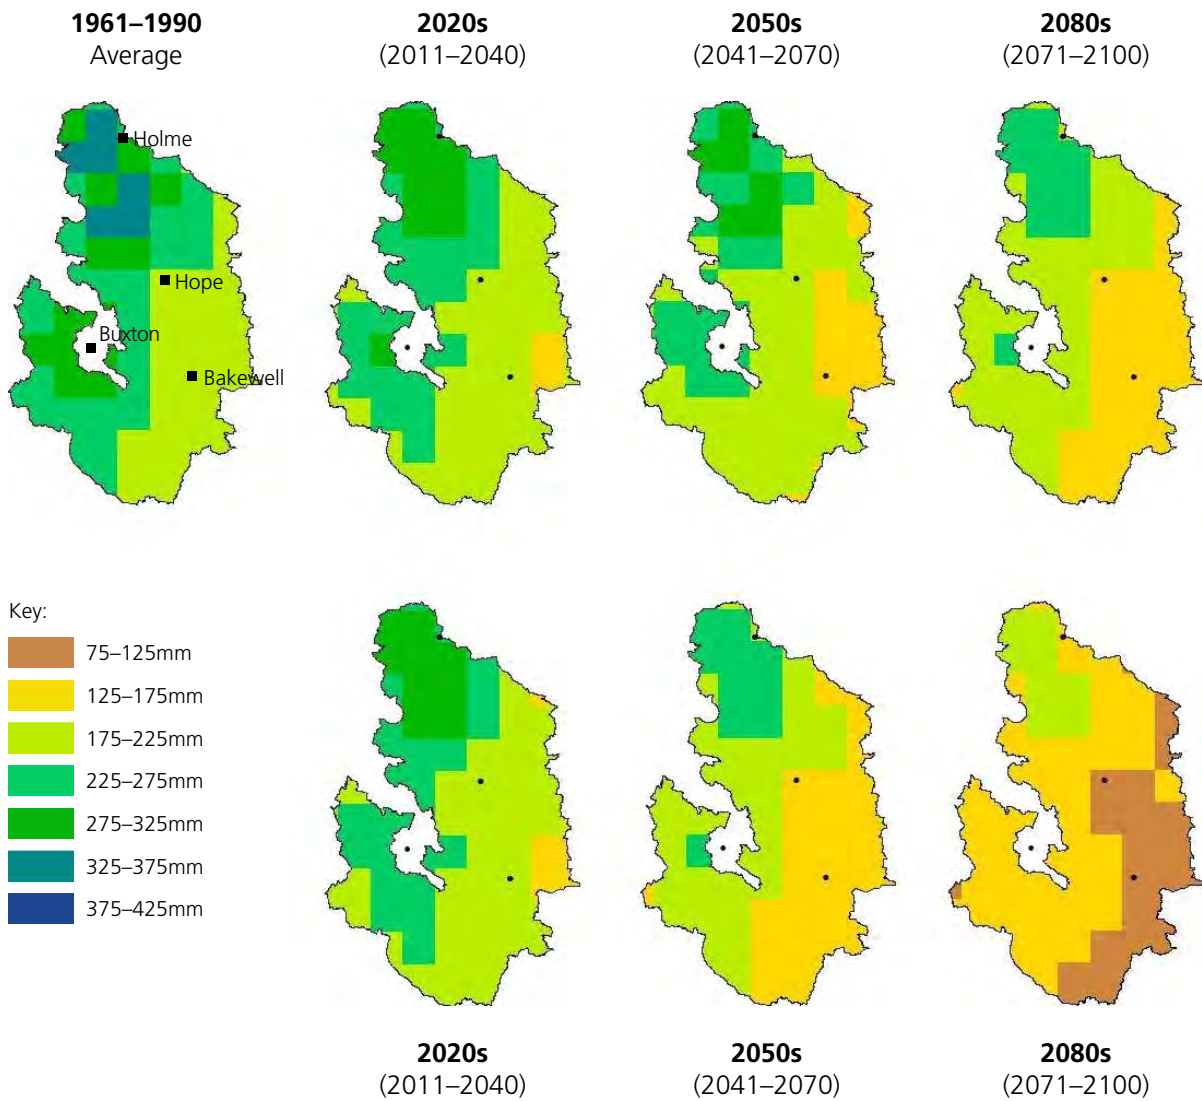 1961–1990
Average
2020s
(2011–2040)
2050s
(2041–2070)
2080s
(2071–2100)
Holme
Hope
Buxton
Bakewell
Key:
75–125mm
125–175mm
175–225mm
225–275mm
275–325mm
325–375mm
375–425mm
2020s
(2011–2040)
2050s
(2041–2070)
2080s
(2071–2100)